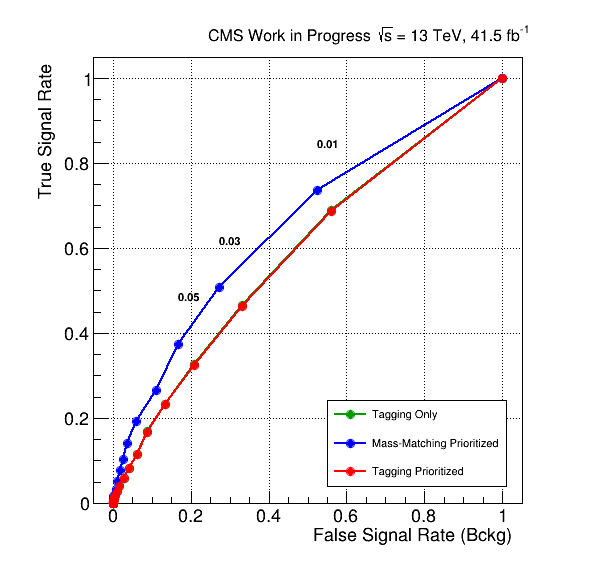 CMS Work in Progress √s = 13 TeV, 41.5 fb⁻¹
True Signal Rate
1
0.8
0.6
0.4
0.2
0
0.01
0.03
0.05
Tagging Only
Mass-Matching Prioritized
Tagging Prioritized
0 0.2 0.4 0.6 0.8 1
False Signal Rate (Bckg)